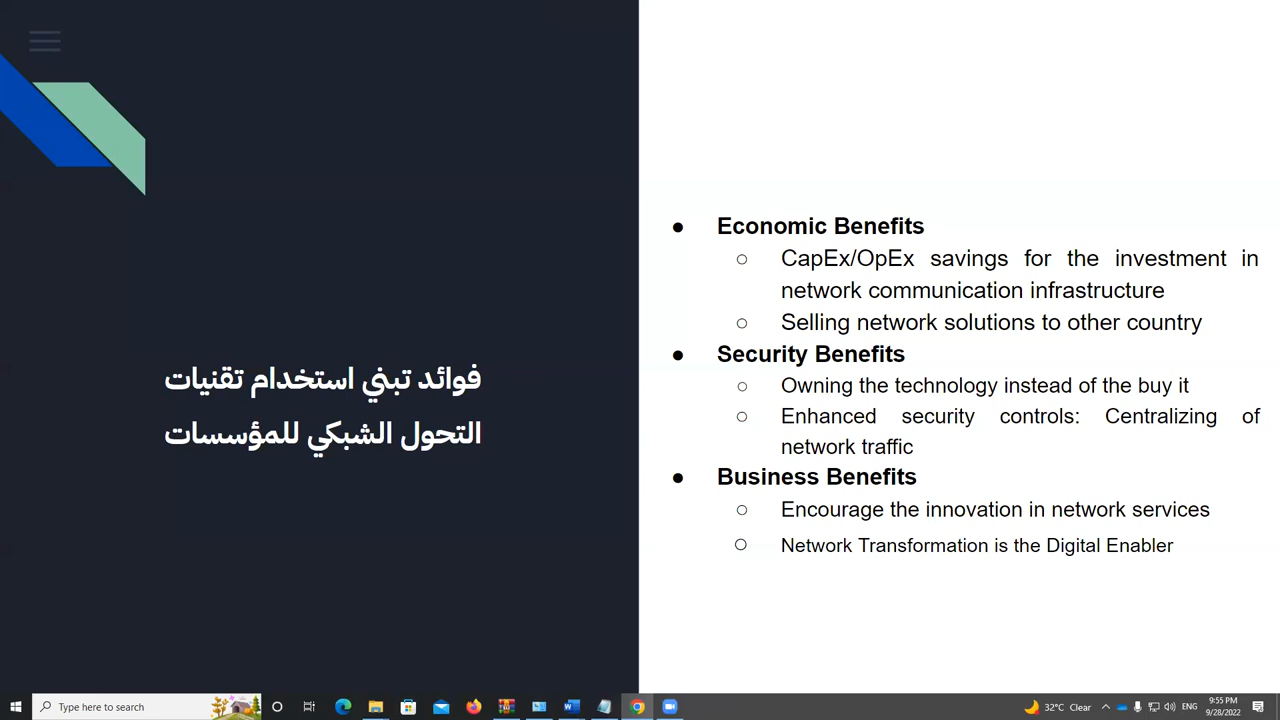 فوائد تبني استخدام تقنيات
التحول الشبكي للمؤسسات
● Economic Benefits
○ CapEx/OpEx savings for the investment in
network communication infrastructure
○ Selling network solutions to other country
● Security Benefits
○ Owning the technology instead of the buy it
○ Enhanced security controls: Centralizing of
network traffic
● Business Benefits
○ Encourage the innovation in network services
○ Network Transformation is the Digital Enabler
Type here to search
32°C Clear
9:55 PM
9/28/2022